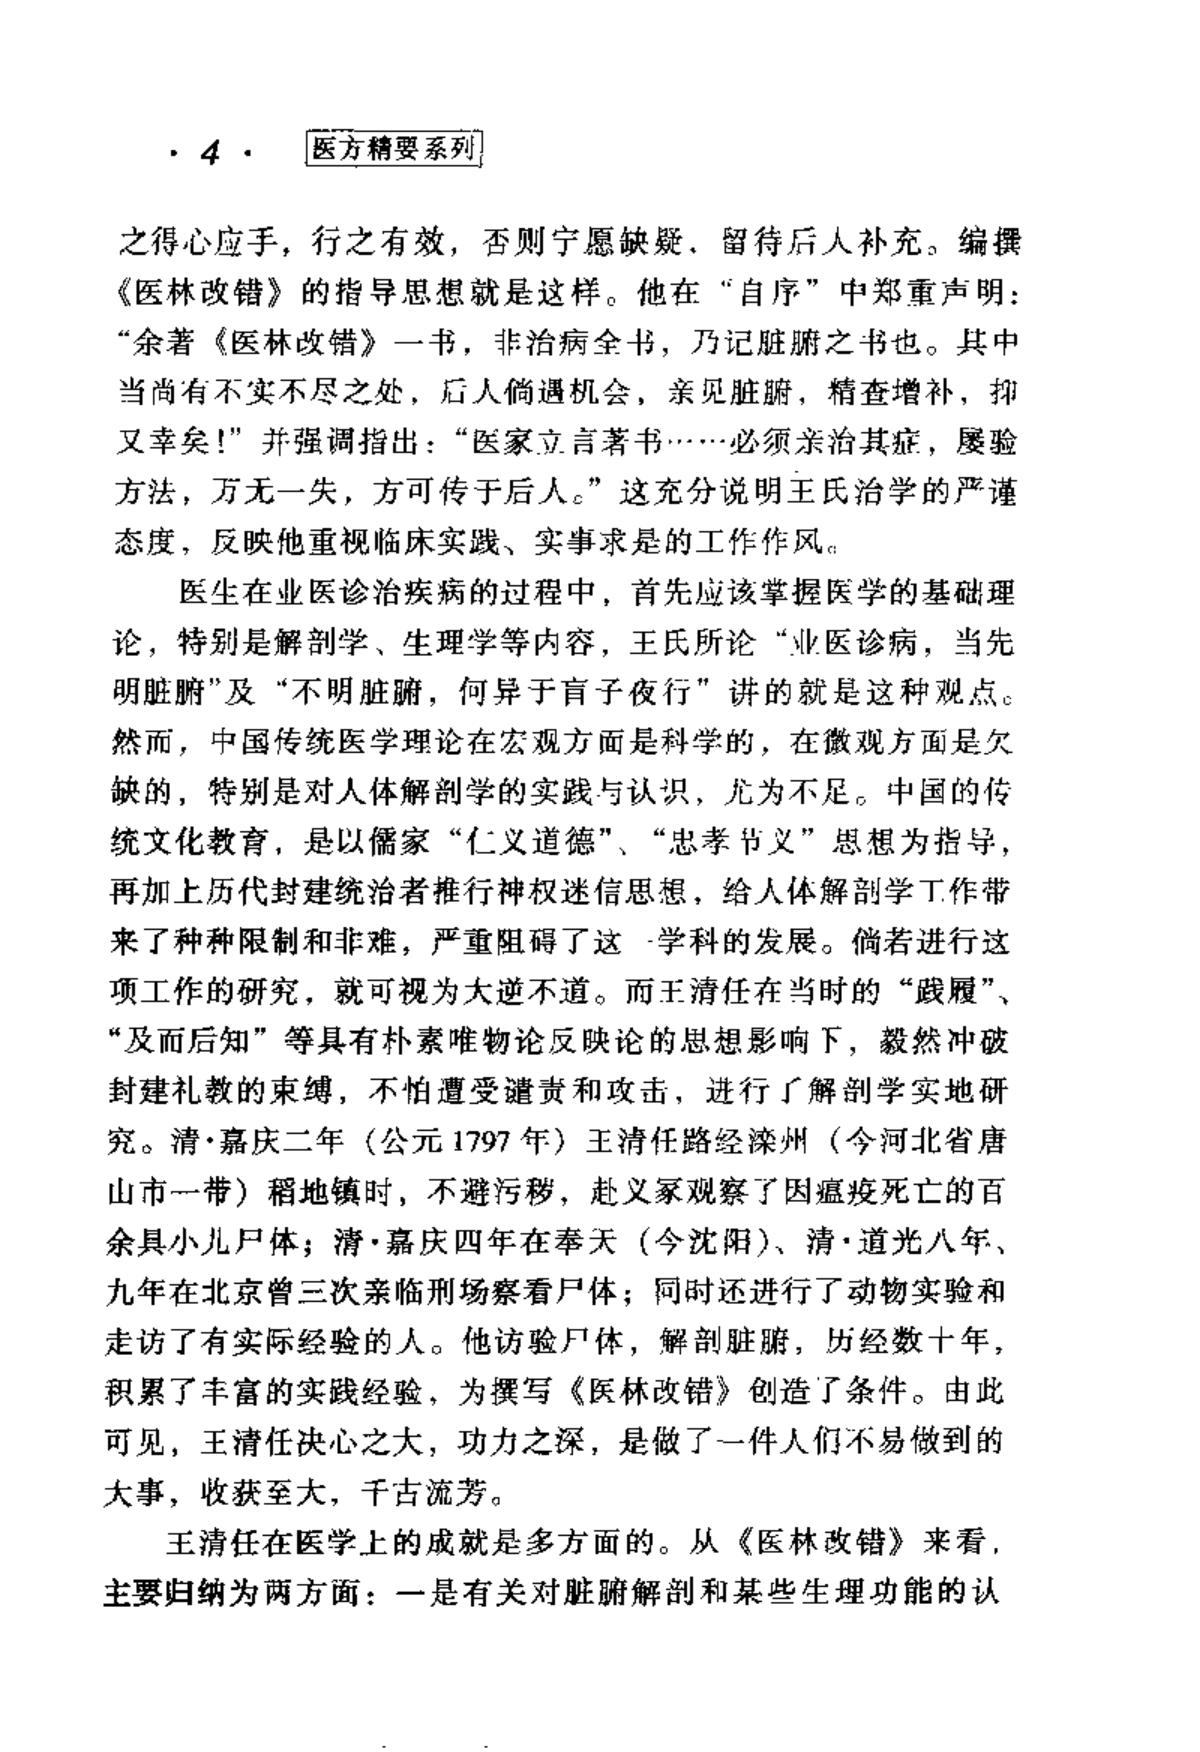 ·4· 医方精要系列
之得心应手，行之有效，否则宁愿缺疑、留待后人补充。编撰
《医林改错》的指导思想就是这样。他在“自序”中郑重声明：
“余著《医林改错》一书，非治病全书，乃记脏腑之书也。其中
当尚有不实不尽之处，后人倘遇机会，亲见脏腑，精查增补，抑
又幸矣！”并强调指出：“医家立言著书……必须亲治其症，屡验
方法，万无一失，方可传于后人。”这充分说明王氏治学的严谨
态度，反映他重视临床实践、实事求是的工作作风。
医生在业医诊治疾病的过程中，首先应该掌握医学的基础理
论，特别是解剖学、生理学等内容，王氏所论“业医诊病，当先
明脏腑”及“不明脏腑，何异于盲子夜行”讲的就是这种观点。
然而，中国传统医学理论在宏观方面是科学的，在微观方面是欠
缺的，特别是对人体解剖学的实践与认识，尤为不足。中国的传
统文化教育，是以儒家“仁义道德”、“忠孝节义”思想为指导，
再加上历代封建统治者推行神权迷信思想，给人体解剖学工作带
来了种种限制和非难，严重阻碍了这一学科的发展。倘若进行这
项工作的研究，就可视为大逆不道。而王清任在当时的“践履”、
“及而后知”等具有朴素唯物论反映论的思想影响下，毅然冲破
封建礼教的束缚，不怕遭受谴责和攻击，进行了解剖学实地研
究。清·嘉庆二年（公元1797年）王清任路经滦州（今河北省唐
山市一带）稻地镇时，不避污秽，赴义冢观察了因瘟疫死亡的百
余具小儿尸体；清·嘉庆四年在奉天（今沈阳）、清·道光八年、
九年在北京曾三次亲临刑场察看尸体；同时还进行了动物实验和
走访了有实际经验的人。他访验尸体，解剖脏腑，历经数十年，
积累了丰富的实践经验，为撰写《医林改错》创造了条件。由此
可见，王清任决心之大，功力之深，是做了一件人们不易做到的
大事，收获至大，千古流芳。
王清任在医学上的成就是多方面的。从《医林改错》来看，
主要归纳为两方面：一是有关对脏腑解剖和某些生理功能的认